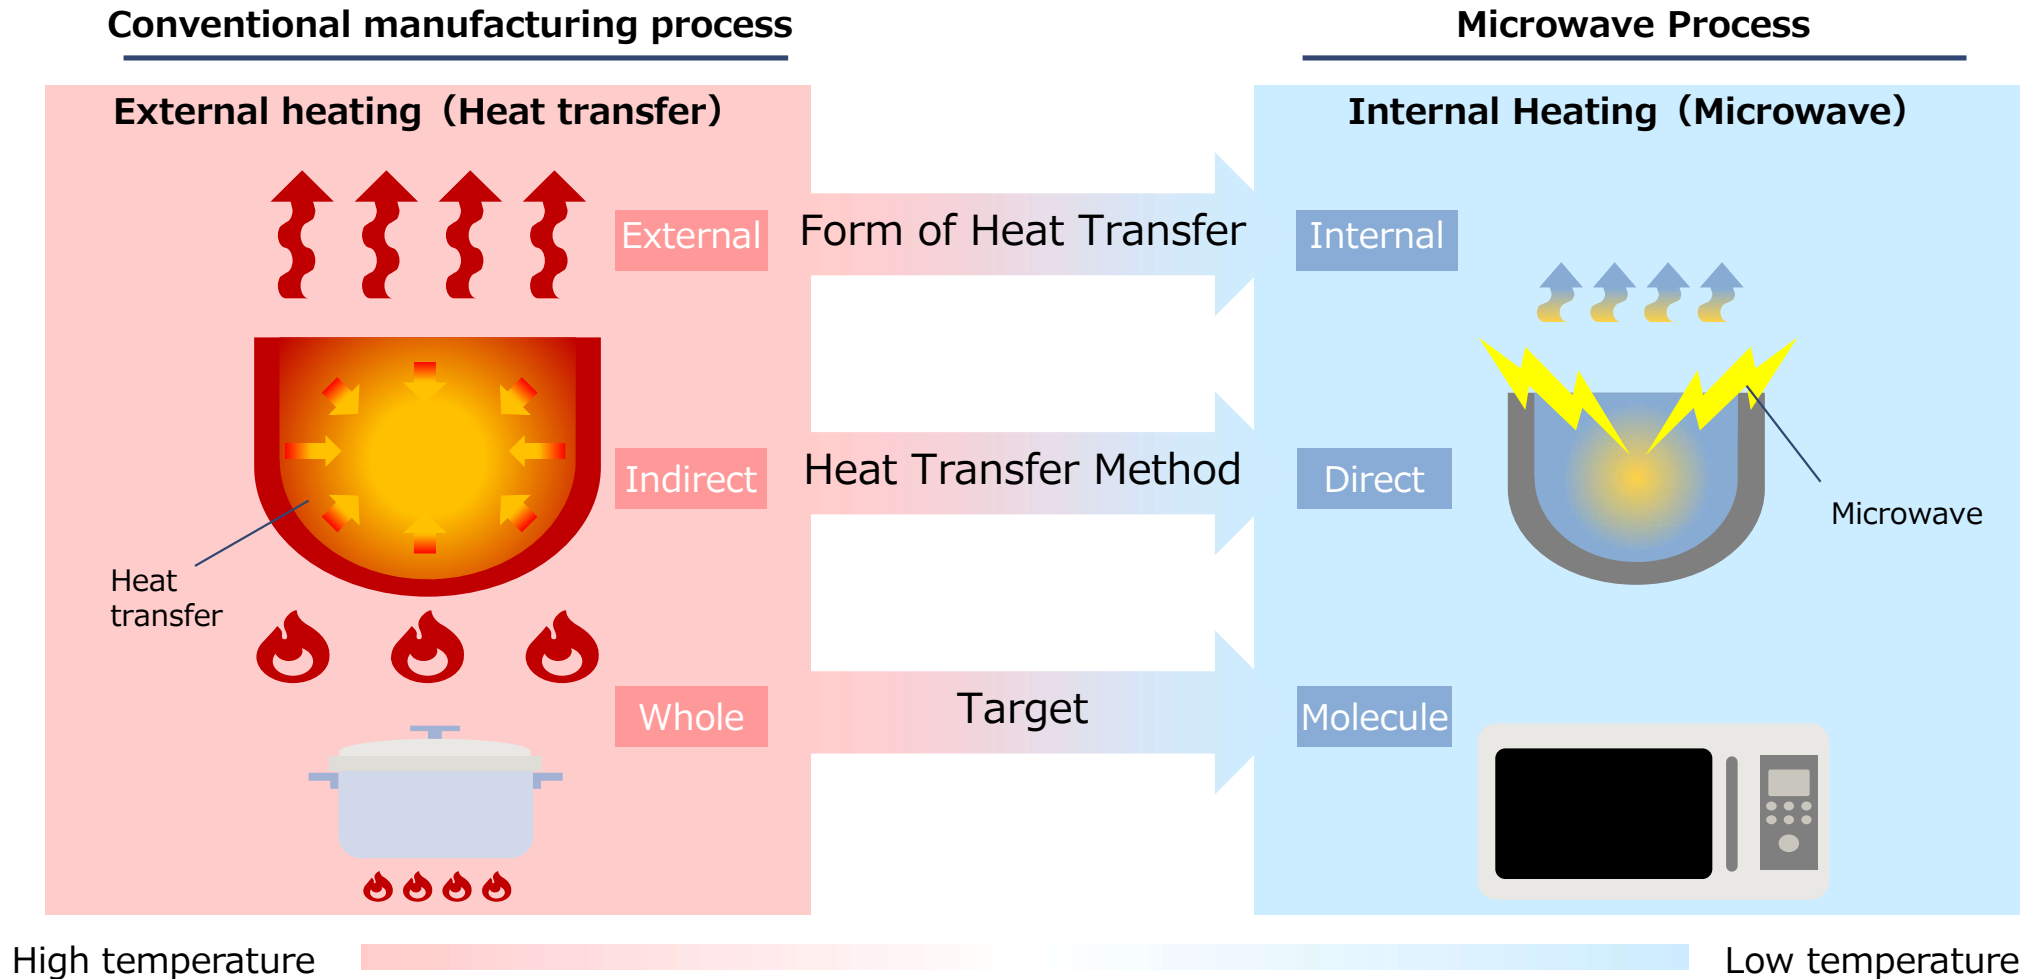 Conventional manufacturing process
Microwave Process
External heating（Heat transfer）
Internal Heating（Microwave）
External
Form of Heat Transfer
Internal
Indirect
Heat Transfer Method
Direct
Microwave
Heat
transfer
Whole
Target
Molecule
High temperature
Low temperature